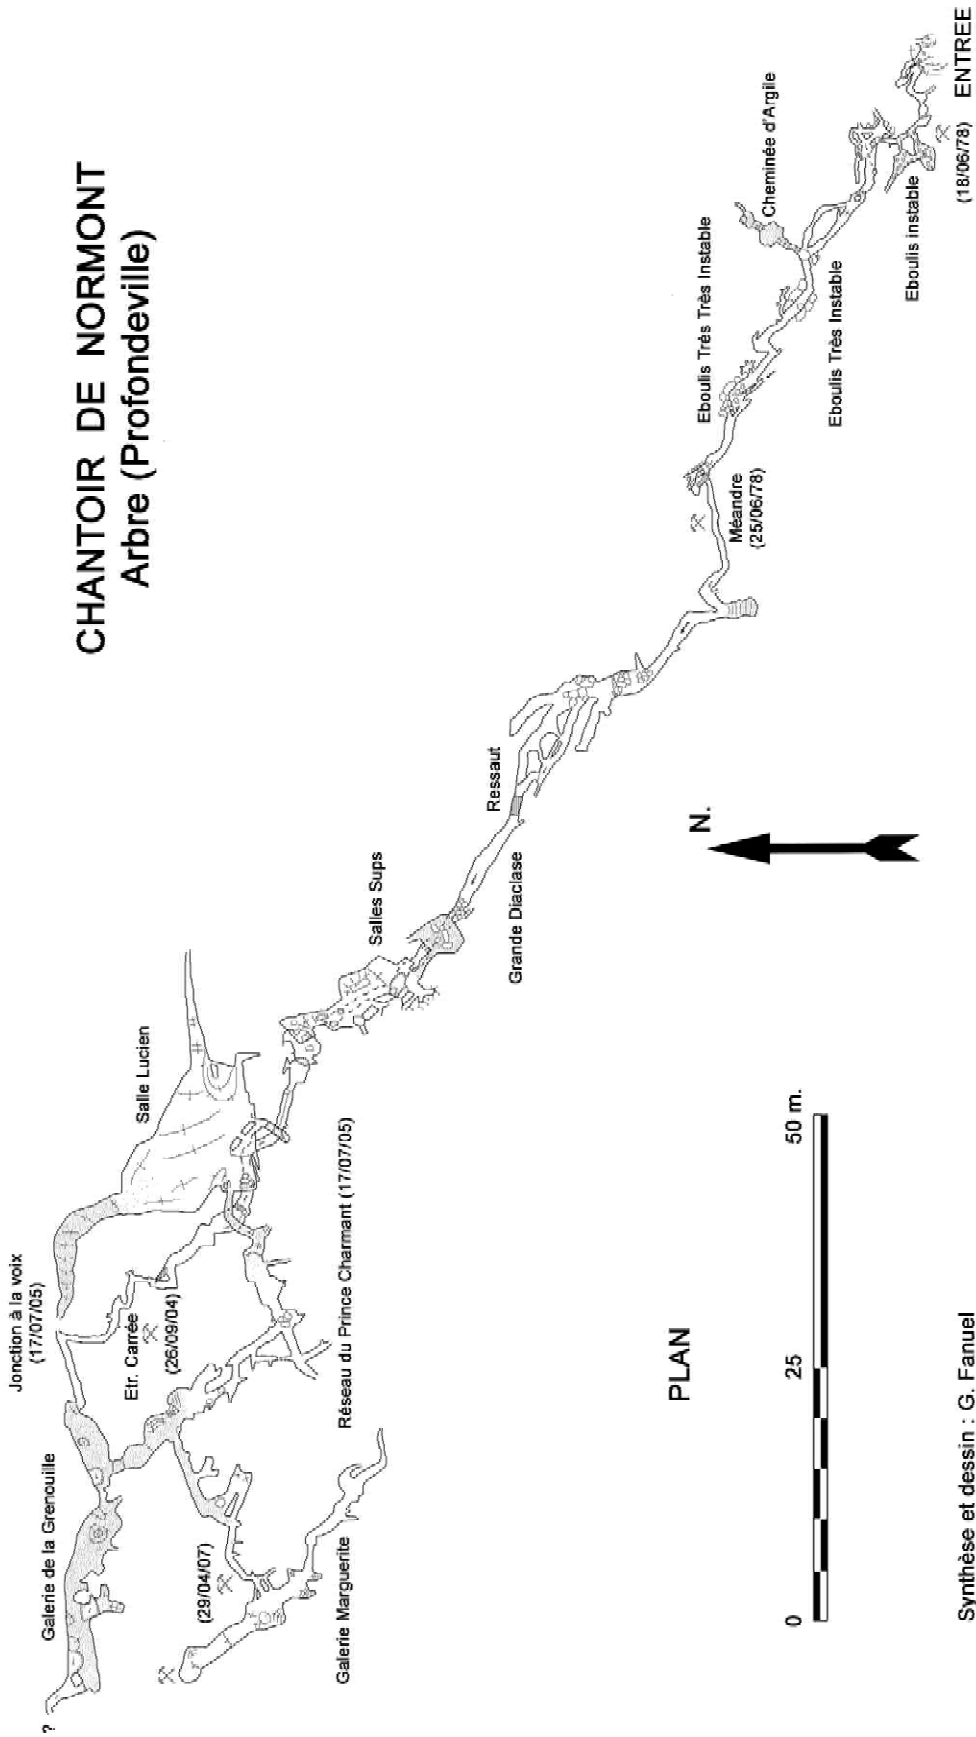 CHANTOIR DE NORMONT
Arbre (Profondeville)
Jonction à la voix
(17/07/05)
Salle Lucien
Galerie de la Grenouille
?
Etr. Carrée
(26/09/04)
(29/04/07)
Réseau du Prince Charmant (17/07/05)
Galerie Marguerite
Salles Sups
Ressaut
Grande Diaclase
Méandre
(25/06/78)
Eboulis Très Très Instable
Cheminée d'Argile
Eboulis Très Instable
Eboulis instable
ENTREE
(18/06/78)
N.
PLAN
0 25 50 m.
Synthèse et dessin : G. Fanuel